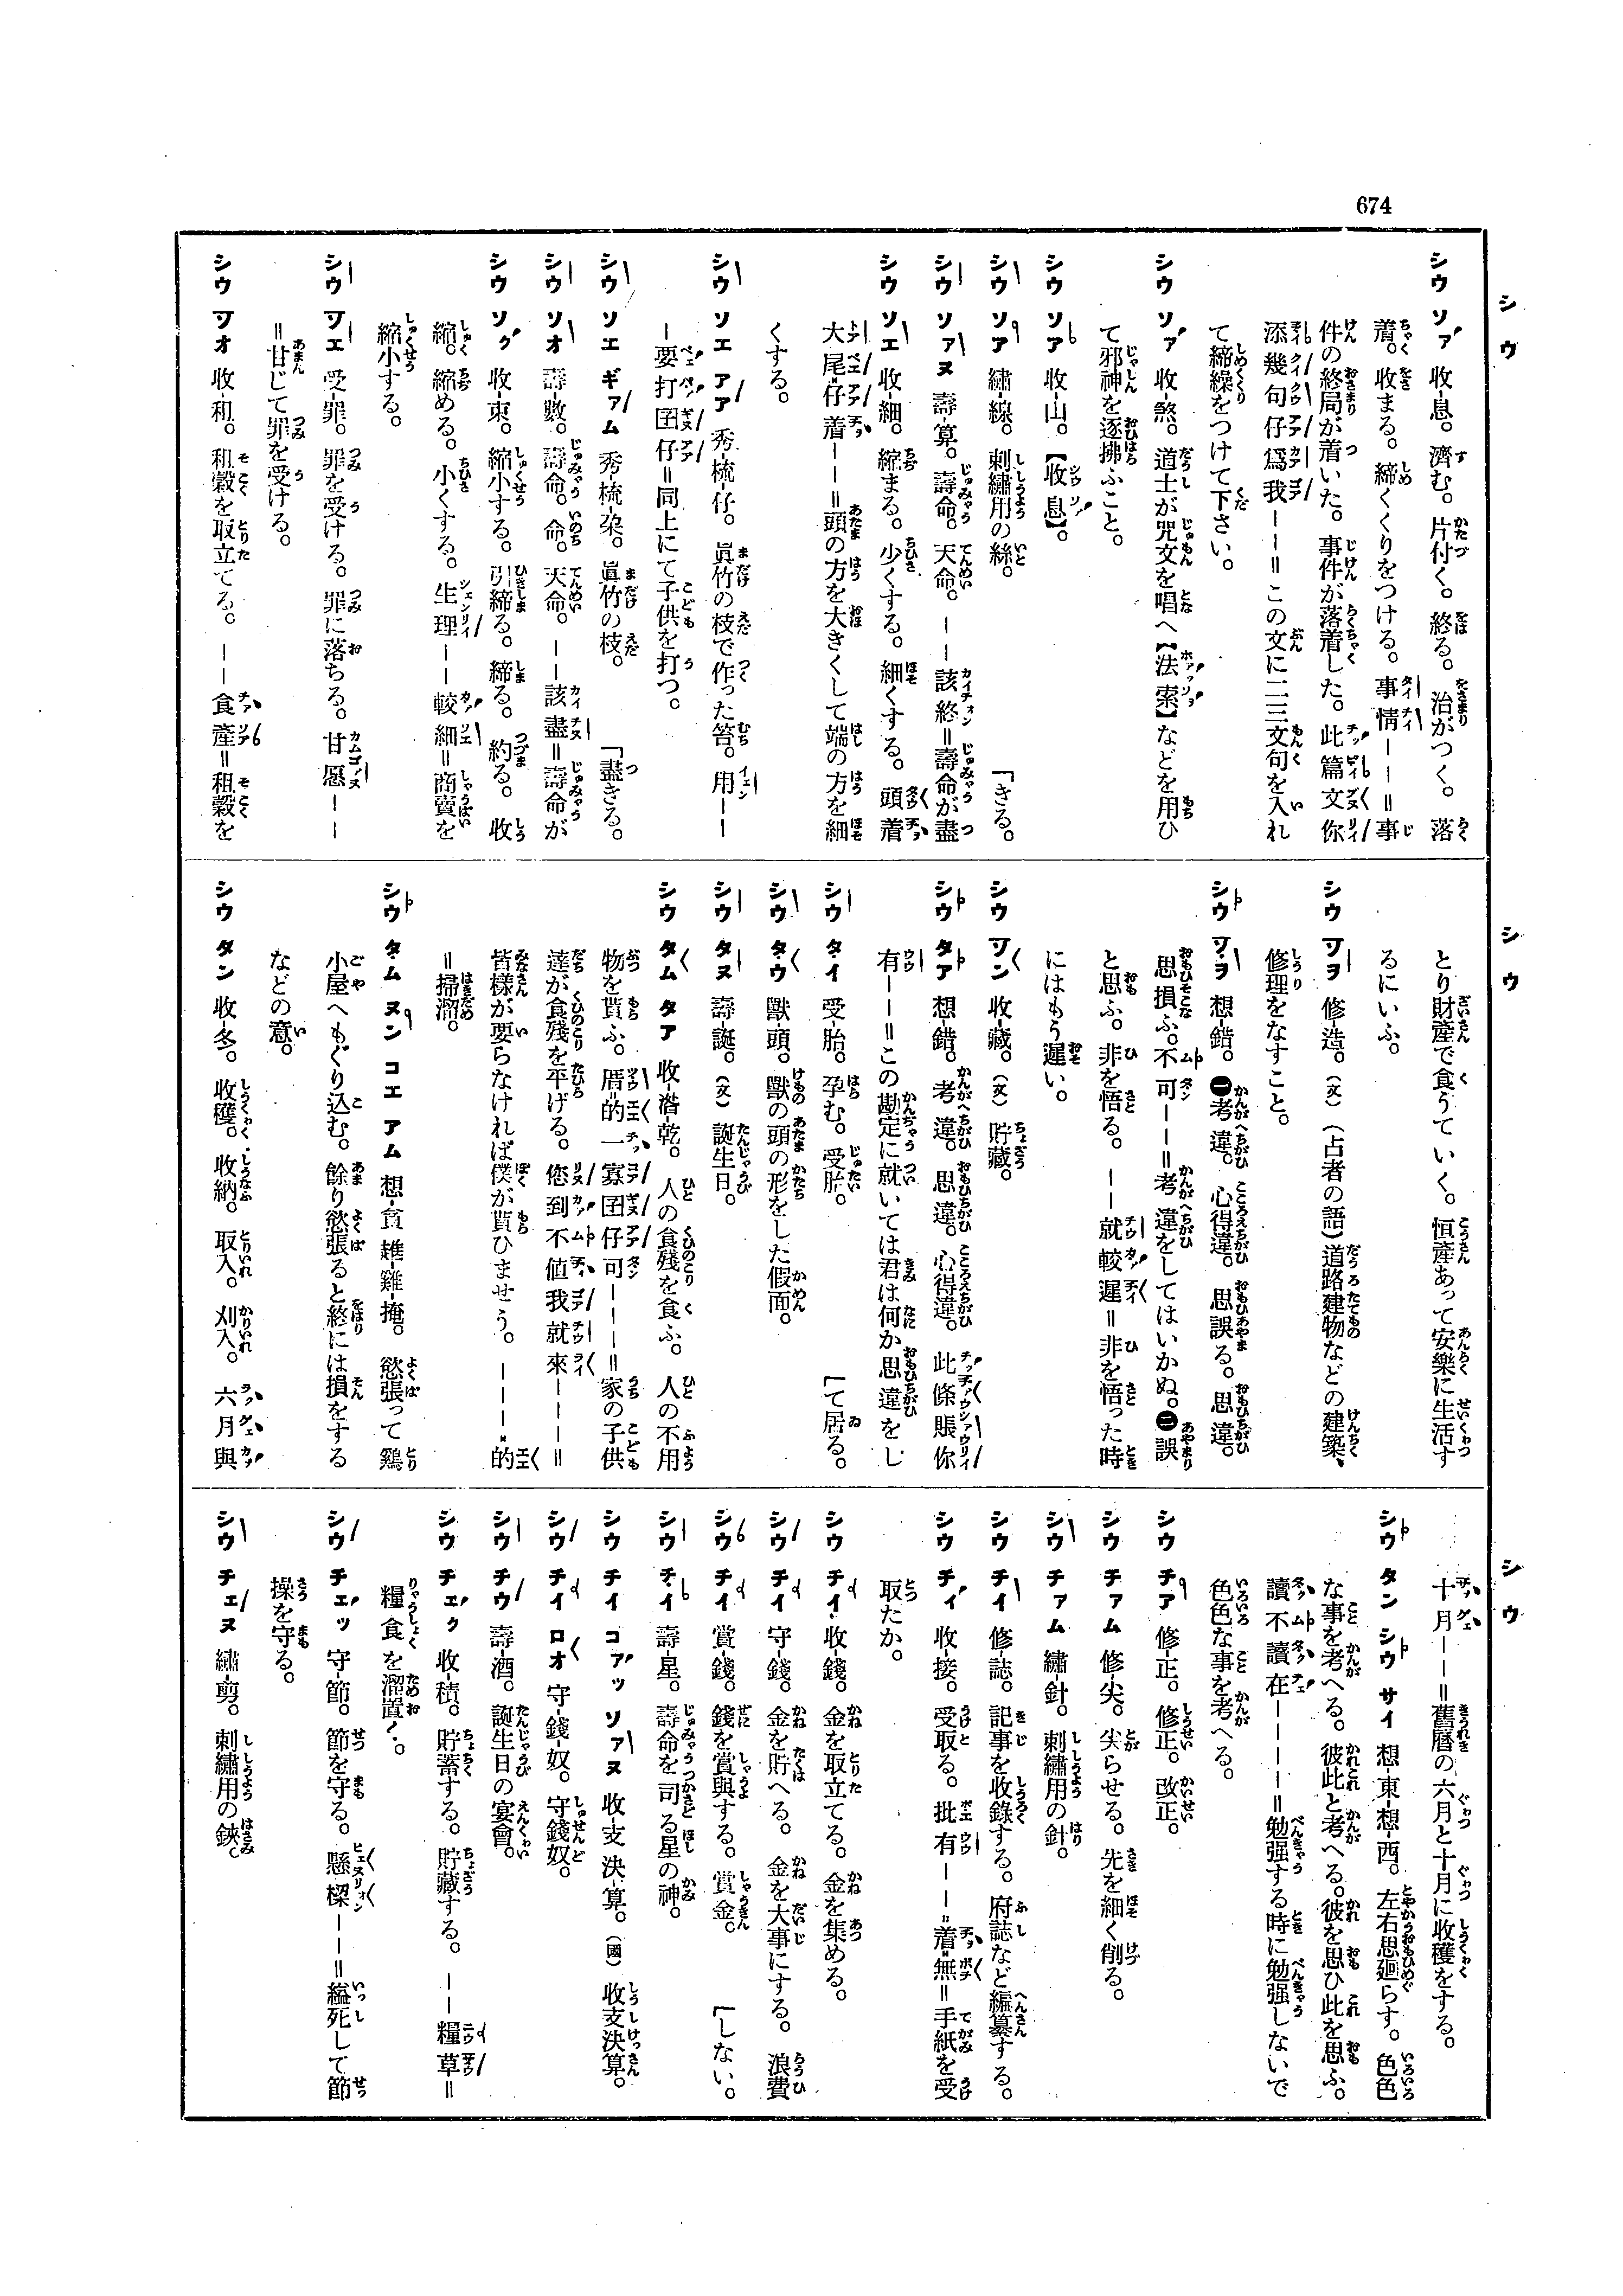 674
シウ
シウ ソァ 收-息。濟む。片付く。終る。治がつく。落
着。收まる。締くくりをつける。事情――＝事
件の終局が着いた。事件が落着した。此篇文你
添幾句仔爲我――＝この文に二三文句を入れ
て締繰をつけて下さい。
シウ ソァ 收-煞。道士が咒文を唱へ【法索】などを用ひ
て邪神を逐拂ふこと。
シウ ソア 收-山。【收息】。
シウ ソア 繡-線。刺繡用の絲。
シウ ソァヌ 壽-算。壽命。天命。――該終＝壽命が盡
「きる。
シウ ソエ 收-細。縮まる。少くする。細くする。頭着
大尾仔着――＝頭の方を大きくして端の方を細
くする。
シウ ソエ アア 秀-梳-仔。眞竹の枝で作った笞。用――
―要打囝仔＝同上にて子供を打つ。
シウ ソエ ギァム 秀-梳-朶。眞竹の枝。
シウ ソオ 壽-數。壽命。命。天命。――該盡＝壽命が
「盡きる。
シウ ソク 收-束。縮小する。引締る。締る。約る。收
縮。縮める。小くする。生理――較細＝商賣を
縮小する。
シウ ソエ 受-罪。罪を受ける。罪に落ちる。甘愿――
＝甘じて罪を受ける。
シウ ソオ 收-租。租穀を取立てる。――食產＝租穀を
シウ
とり財產で食うていく。恒產あって安樂に生活す
るにいふ。
シウ ソヲ 修-造。（文）（占者の語）道路建物などの建築、
修理をなすこと。
シウ ソヲ 想-錯。㊀考違。心得違。思誤る。思違。
思損ふ。不可――＝考違をしてはいかぬ。㊁誤
と思ふ。非を悟る。――就較遲＝非を悟った時
にはもう遲い。
シウ ソン 收-藏。（文）貯藏。
シウ タア 想-錯。考違。思違。心得違。此條賬你
有――＝この勘定に就いては君は何か思違をし
「て居る。
シウ タイ 受-胎。孕む。受胎。
シウ タウ 獸-頭。獸の頭の形をした假面。
シウ タヌ 壽-誕。（文）誕生日。
シウ タム タア 收-濳-乾。人の食殘を食ふ。人の不用
物を貰ふ。厝的一寡囝仔可―――＝家の子供
達が食殘を平げる。您到不値我就來―――＝
皆樣が要らなければ僕が貰ひませう。―――的
＝掃溜。
シウ タム ヌン コエ アム 想-貪 䠣-雞-掩。慾張って鷄
小屋へもぐり込む。餘り慾張ると終には損をする
などの意。
シウ タン 收-冬。收穫。收納。取入。刈入。六月與
シウ
十月――＝舊曆の六月と十月に收穫をする。
シウ タン シウ サイ 想-東-想-西。左右思廻らす。色色
な事を考へる。彼此と考へる。彼を思ひ此を思ふ。
讀不讀在――――＝勉强する時に勉强しないで
色色な事を考へる。
シウ チア 修-正。修正。改正。
シウ チァム 修-尖。尖らせる。先を細く削る。
シウ チァム 繡-針。刺繡用の針。
シウ チイ 修-誌。記事を收錄する。府誌など編纂する。
シウ チィ 收-接。受取る。批有――着無＝手紙を受
取たか。
シウ チイ 收-錢。金を取立てる。金を集める。
シウ チイ 守-錢。金を貯へる。金を大事にする。浪費
「しない。
シウ チイ 賞-錢。錢を賞與する。賞金。
シウ チイ 壽-星。壽命を司る星の神。
シウ チイ コァッ ソァヌ 收-支 決-算。（國）收支決算。
シウ チイ ロオ 守-錢-奴。守錢奴。
シウ チウ 壽-酒。誕生日の宴會。
シウ チェク 收-積。貯蓄する。貯藏する。――糧草＝
糧食を溜置く。
シウ チェッ 守-節。節を守る。懸樑――＝縊死して節
操を守る。
シウ チェヌ 繡-剪。刺繡用の鋏。